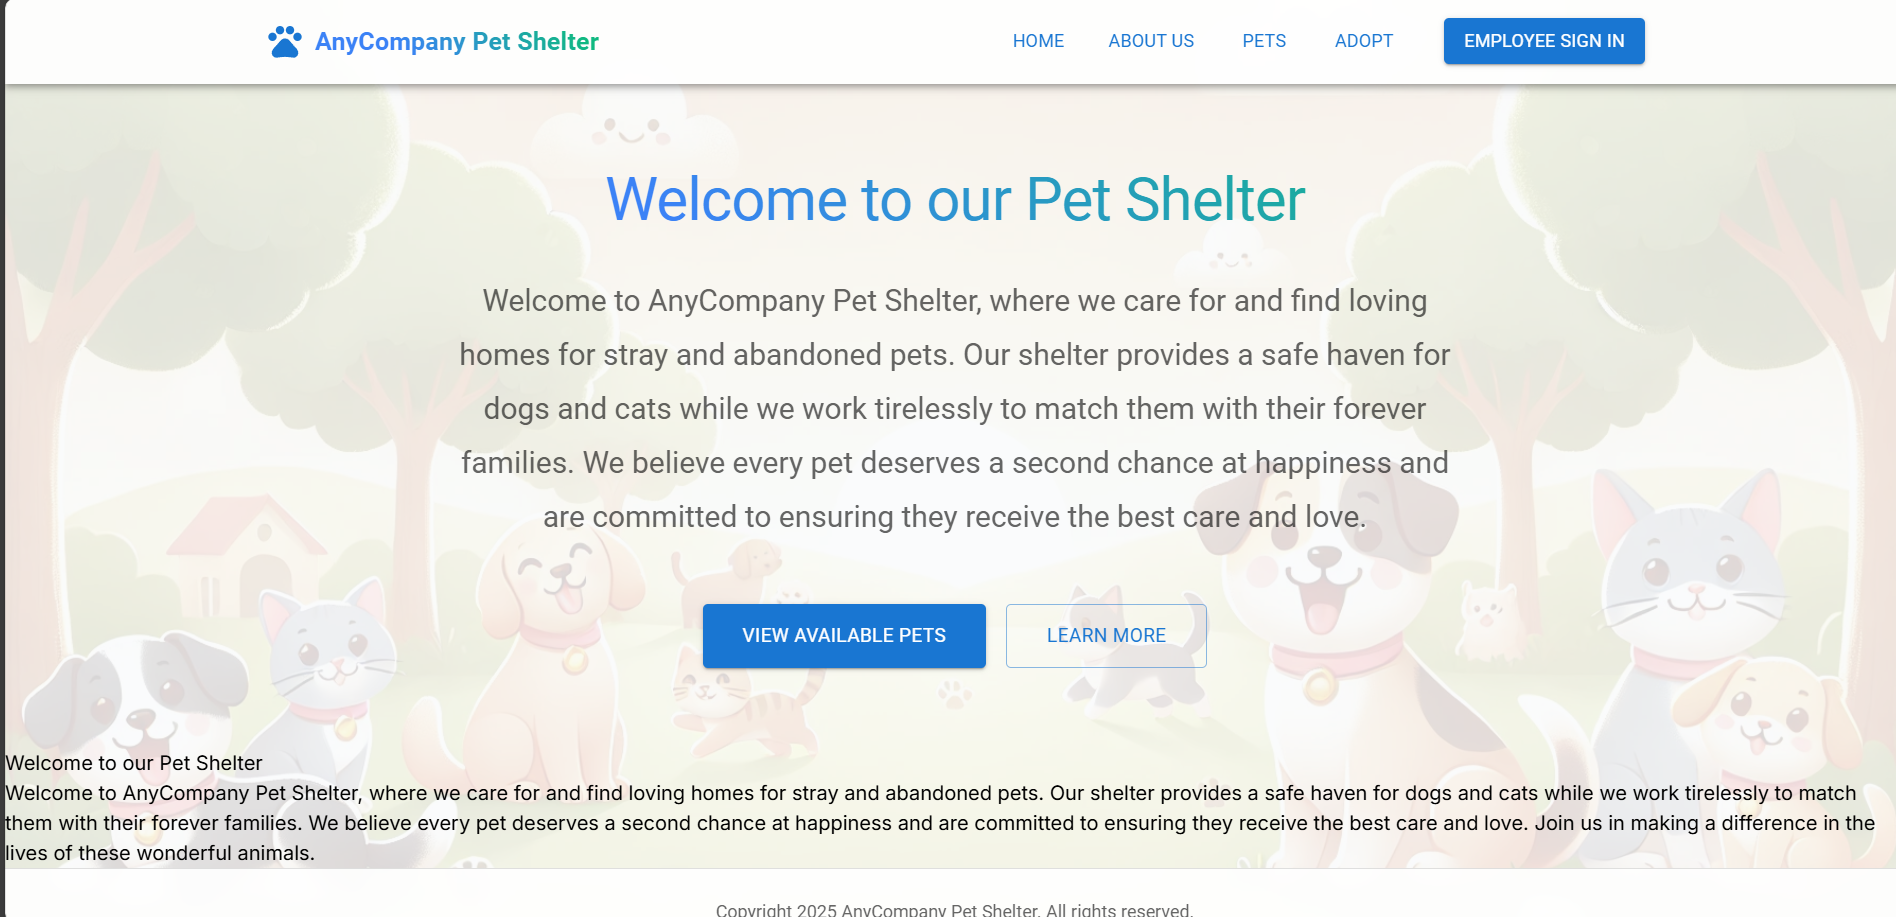 AnyCompany Pet Shelter
HOME
ABOUT US
PETS
ADOPT
EMPLOYEE SIGN IN
Welcome to our Pet Shelter
Welcome to AnyCompany Pet Shelter, where we care for and find loving
homes for stray and abandoned pets. Our shelter provides a safe haven for
dogs and cats while we work tirelessly to match them with their forever
families. We believe every pet deserves a second chance at happiness and
are committed to ensuring they receive the best care and love.
VIEW AVAILABLE PETS
LEARN MORE
Welcome to our Pet Shelter
Welcome to AnyCompany Pet Shelter, where we care for and find loving homes for stray and abandoned pets. Our shelter provides a safe haven for dogs and cats while we work tirelessly to match
them with their forever families. We believe every pet deserves a second chance at happiness and are committed to ensuring they receive the best care and love. Join us in making a difference in the
lives of these wonderful animals.
Copyright 2025 AnyCompany Pet Shelter. All rights reserved.